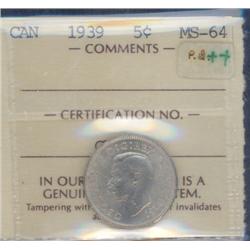 CAN 1939 5¢ MS-64
— COMMENTS —
P.Q++
— CERTIFICATION NO. —
IN OUR IS A
GENUI TEM.
Tampering with invalidates